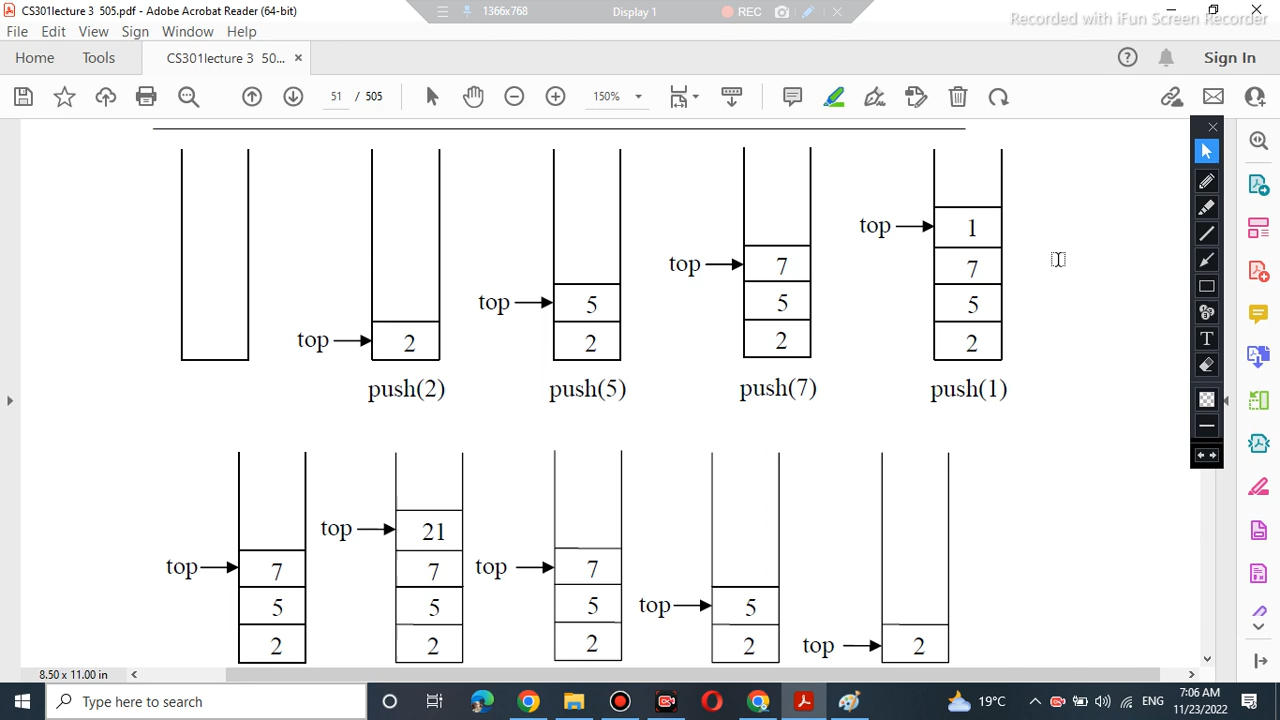 CS301lecture 3 505.pdf - Adobe Acrobat Reader (64-bit)
1366x768 Display 1 REC
Recorded with iFun Screen Recorder
File Edit View Sign Window Help
Home Tools CS301lecture 3 50... × Sign In
51 / 505 150%
top 1
top 7 7
top 5 5 5
top 2 2 2 2
push(2) push(5) push(7) push(1)
top 21
top 7 7 top 7
5 5 5 top 5
2 2 2 2 top 2
8.50 x 11.00 in
Type here to search 19°C ENG 7:06 AM
11/23/2022